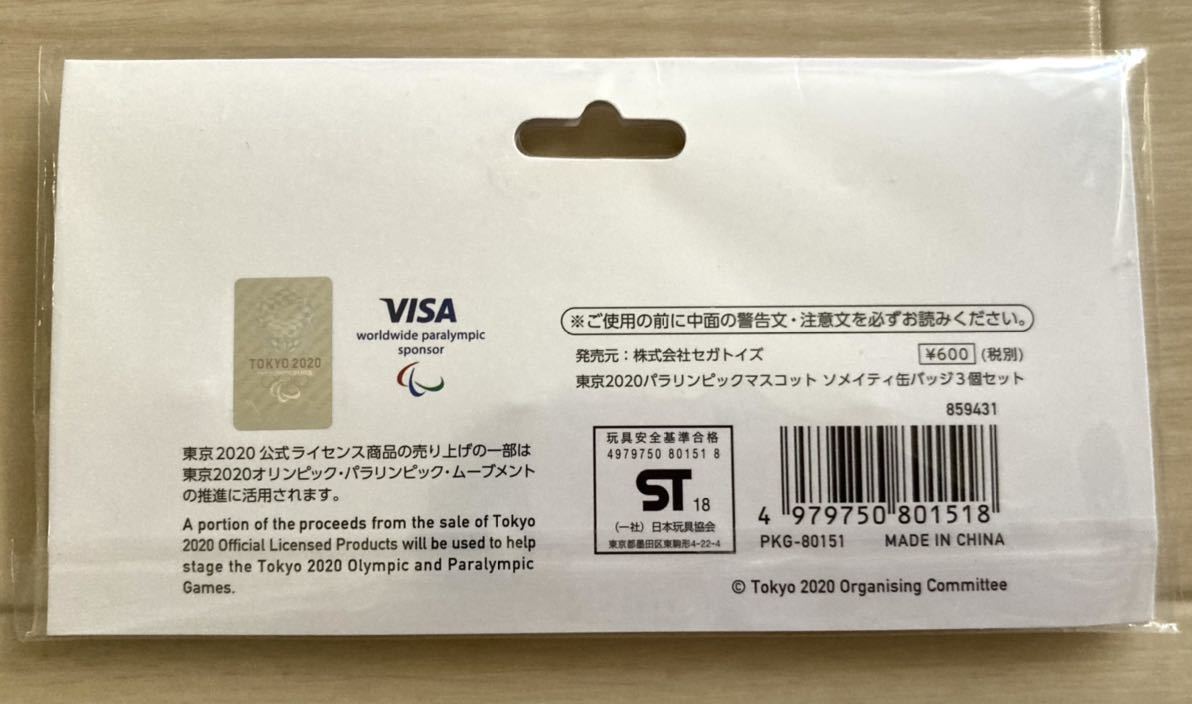 TOKYO 2020
VISA
worldwide paralympic
sponsor
東京2020公式ライセンス商品の売り上げの一部は
東京2020オリンピック・パラリンピック・ムーブメント
の推進に活用されます。
A portion of the proceeds from the sale of Tokyo
2020 Official Licensed Products will be used to help
stage the Tokyo 2020 Olympic and Paralympic
Games.
※ご使用の前に中面の警告文・注意文を必ずお読みください。
発売元：株式会社セガトイズ ¥600 (税別)
東京2020パラリンピックマスコット ソメイティ缶バッジ3個セット
859431
玩具安全基準合格
4979750 80151 8
ST 18
(一社) 日本玩具協会
東京都墨田区東駒形4-22-4
4 979750 801518
PKG-80151 MADE IN CHINA
© Tokyo 2020 Organising Committee